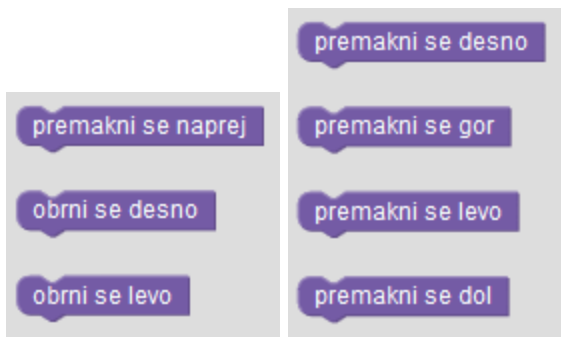 premakni se naprej
obrni se desno
obrni se levo
premakni se desno
premakni se gor
premakni se levo
premakni se dol